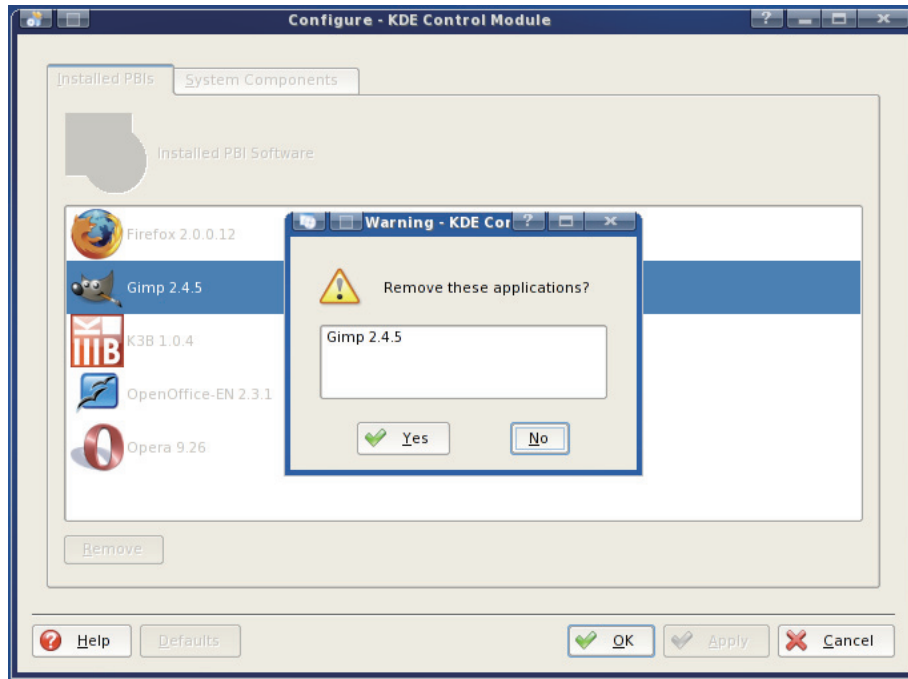 Configure - KDE Control Module
Installed PBIs
System Components
Installed PBI Software
Firefox 2.0.0.12
Gimp 2.4.5
K3B 1.0.4
OpenOffice-EN 2.3.1
Opera 9.26
Warning - KDE Cor
Remove these applications?
Gimp 2.4.5
Yes
No
Remove
Help
Defaults
OK
Apply
Cancel